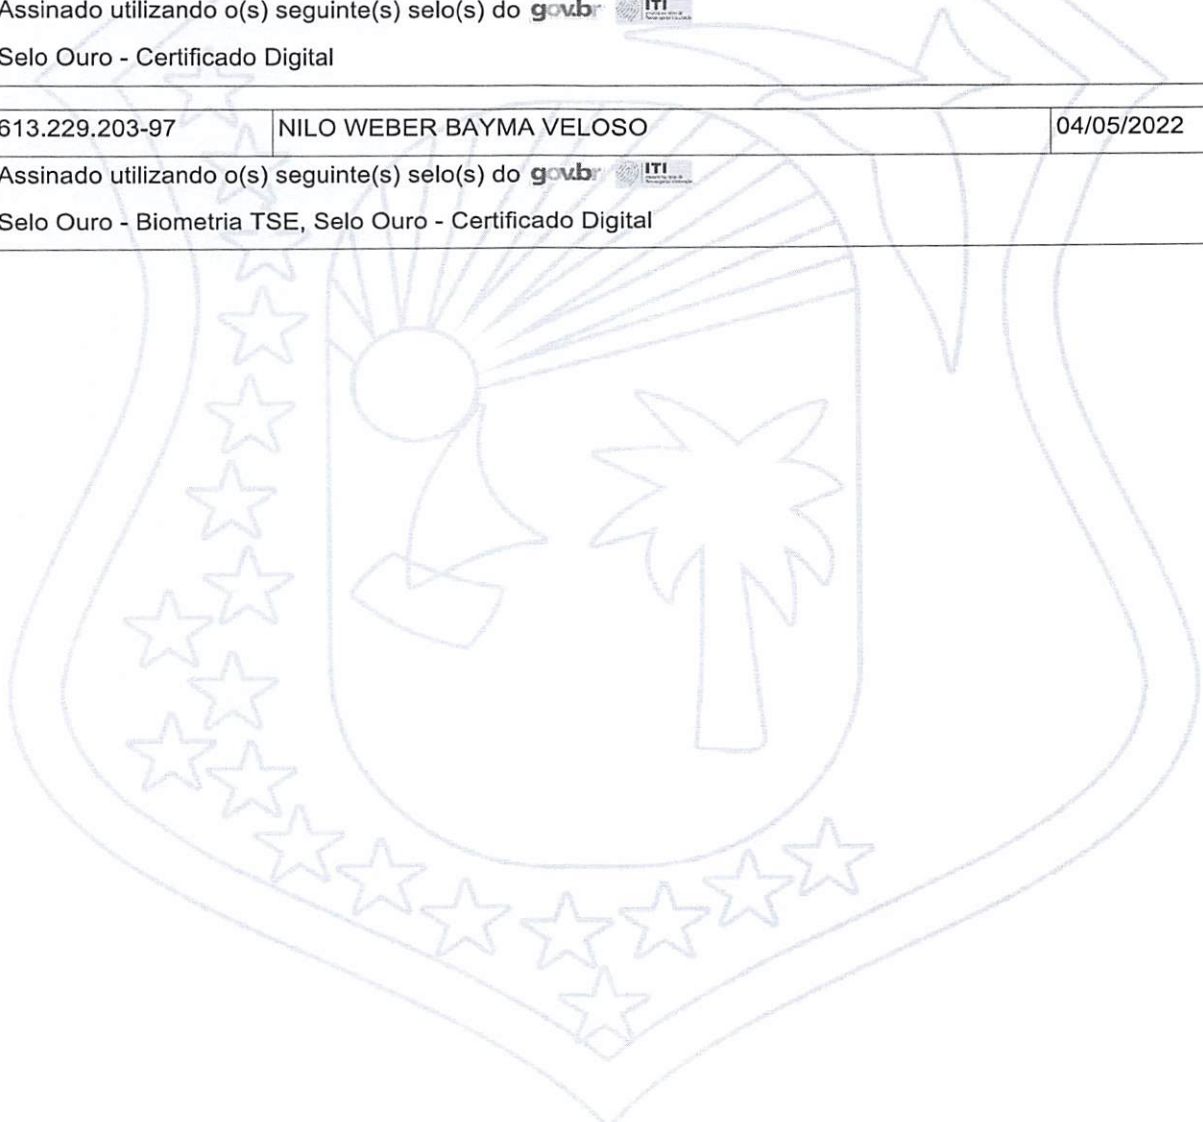 Assinado utilizando o(s) seguinte(s) selo(s) do gov.br ITI
Selo Ouro - Certificado Digital
613.229.203-97 NILO WEBER BAYMA VELOSO 04/05/2022
Assinado utilizando o(s) seguinte(s) selo(s) do gov.br ITI
Selo Ouro - Biometria TSE, Selo Ouro - Certificado Digital